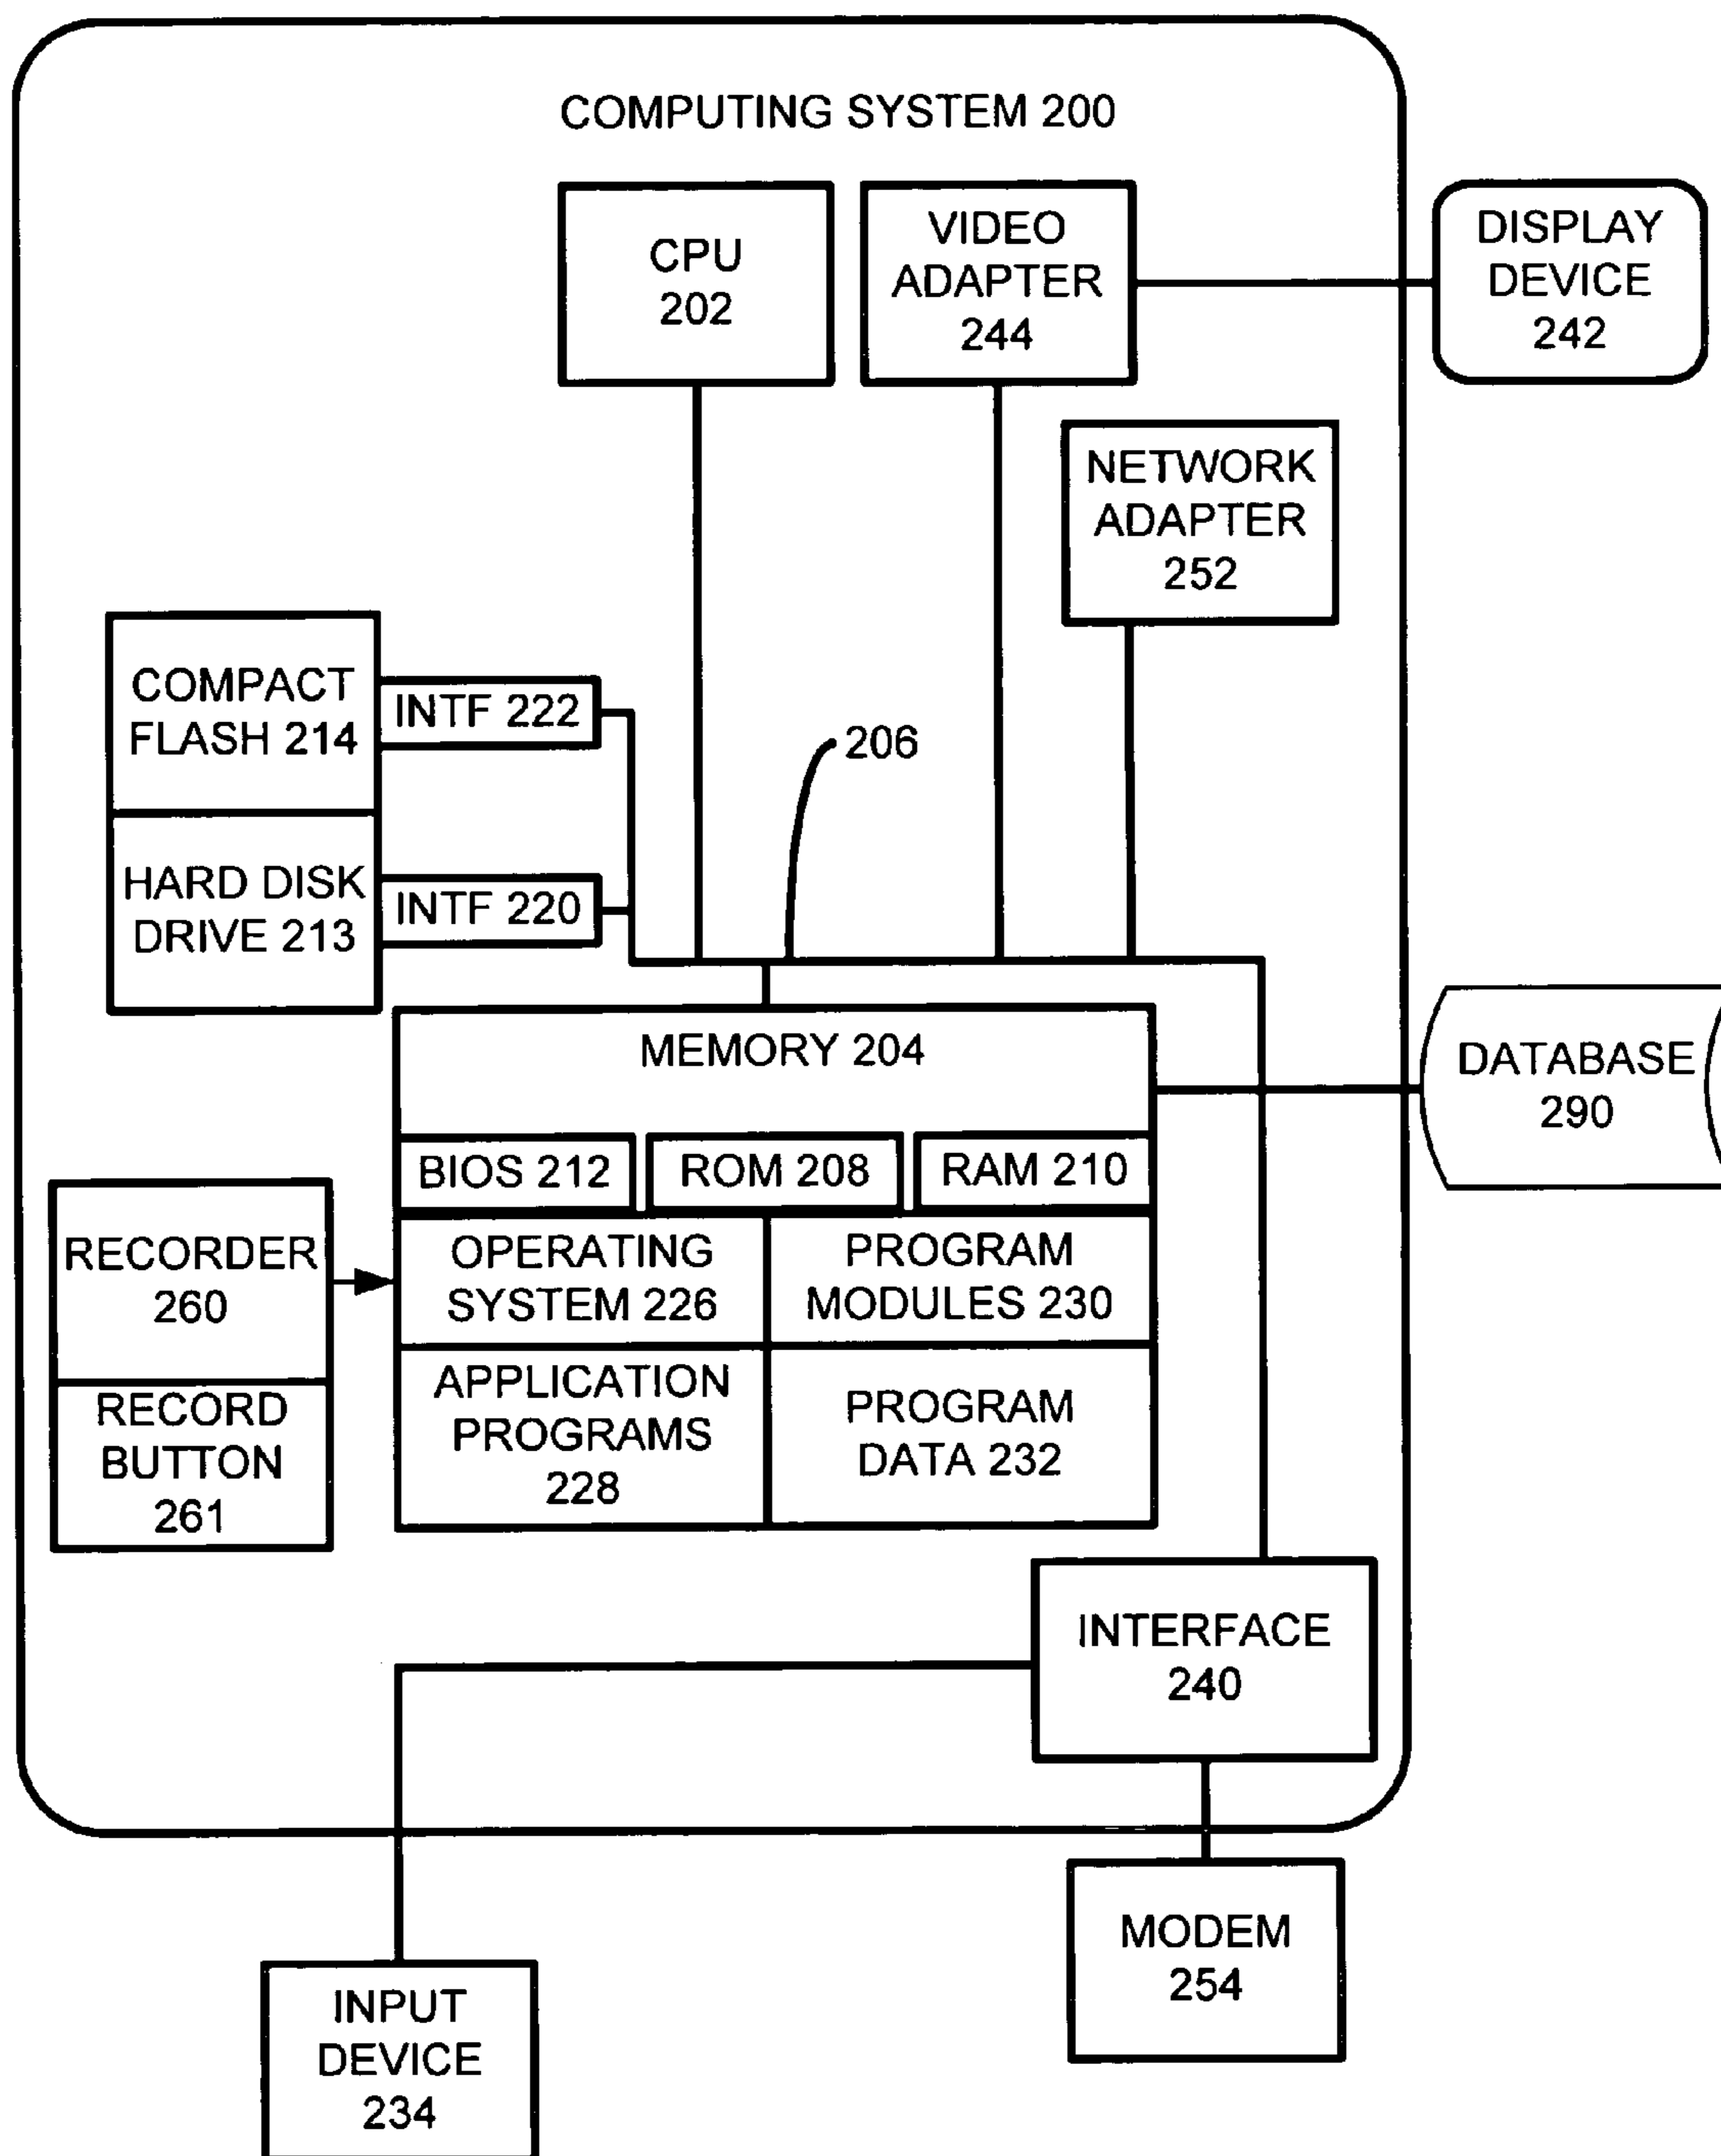 COMPUTING SYSTEM 200
CPU
202
VIDEO
ADAPTER
244
DISPLAY
DEVICE
242
NETWORK
ADAPTER
252
COMPACT
FLASH 214
INTF 222
206
HARD DISK
DRIVE 213
INTF 220
MEMORY 204
DATABASE
290
BIOS 212
ROM 208
RAM 210
RECORDER
260
OPERATING
SYSTEM 226
PROGRAM
MODULES 230
RECORD
BUTTON
261
APPLICATION
PROGRAMS
228
PROGRAM
DATA 232
INTERFACE
240
MODEM
254
INPUT
DEVICE
234